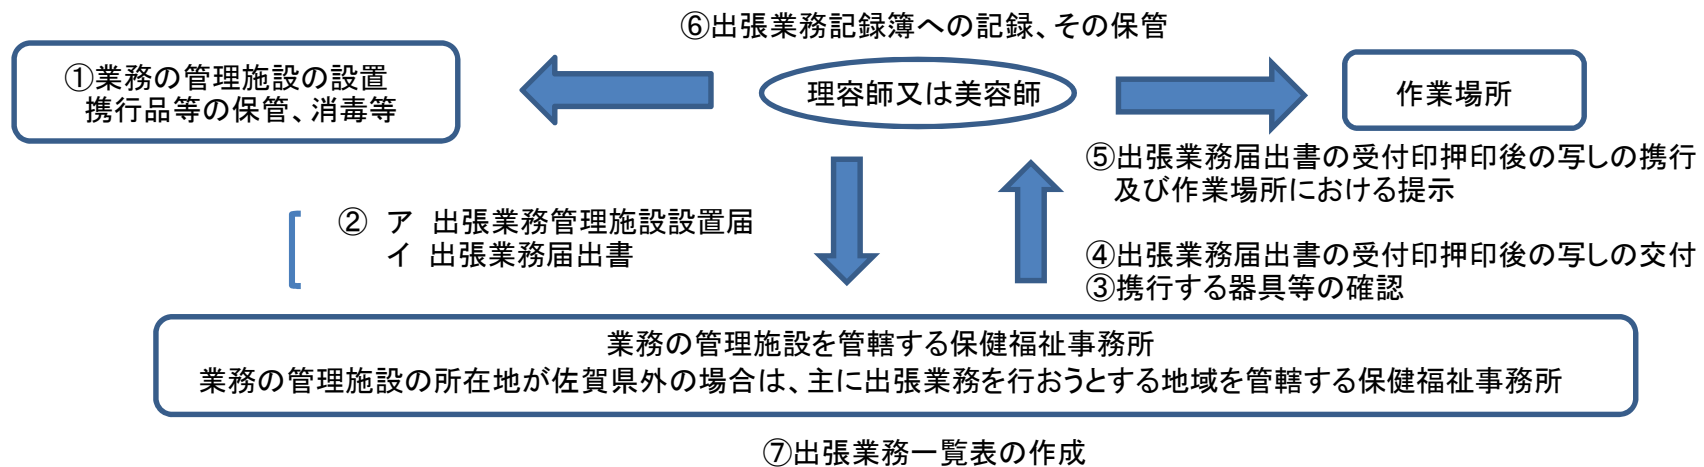 ⑥出張業務記録簿への記録、その保管
①業務の管理施設の設置
携行品等の保管、消毒等
理容師又は美容師
作業場所
⑤出張業務届出書の受付印押印後の写しの携行
及び作業場所における提示
② ア 出張業務管理施設設置届
イ 出張業務届出書
④出張業務届出書の受付印押印後の写しの交付
③携行する器具等の確認
業務の管理施設を管轄する保健福祉事務所
業務の管理施設の所在地が佐賀県外の場合は、主に出張業務を行おうとする地域を管轄する保健福祉事務所
⑦出張業務一覧表の作成